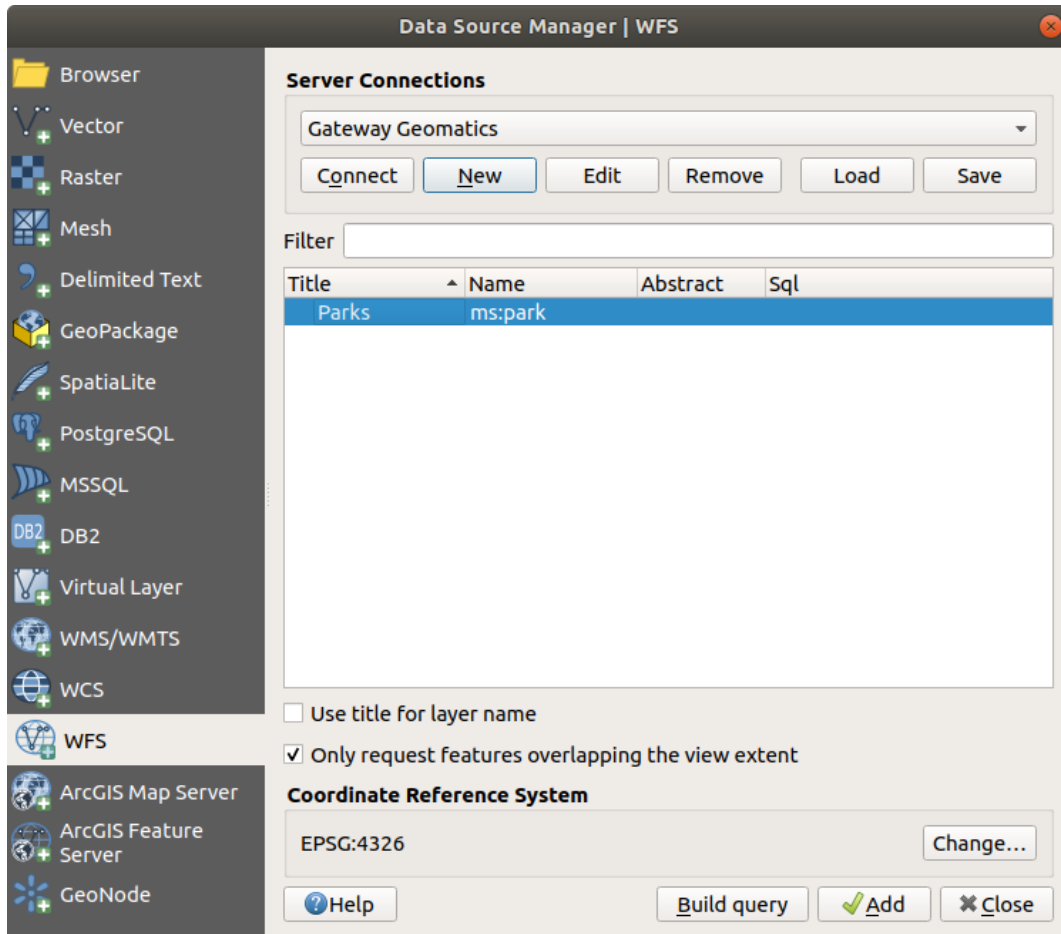 Data Source Manager | WFS
Browser
Vector
Raster
Mesh
Delimited Text
GeoPackage
SpatiaLite
PostgreSQL
MSSQL
DB2
DB2
Virtual Layer
WMS/WMTS
WCS
WFS
ArcGIS Map Server
ArcGIS Feature
Server
GeoNode
Server Connections
Gateway Geomatics
Connect New Edit Remove Load Save
Filter
Title Name Abstract Sql
Parks ms:park
Use title for layer name
Only request features overlapping the view extent
Coordinate Reference System
EPSG:4326 Change...
?Help Build query Add Close